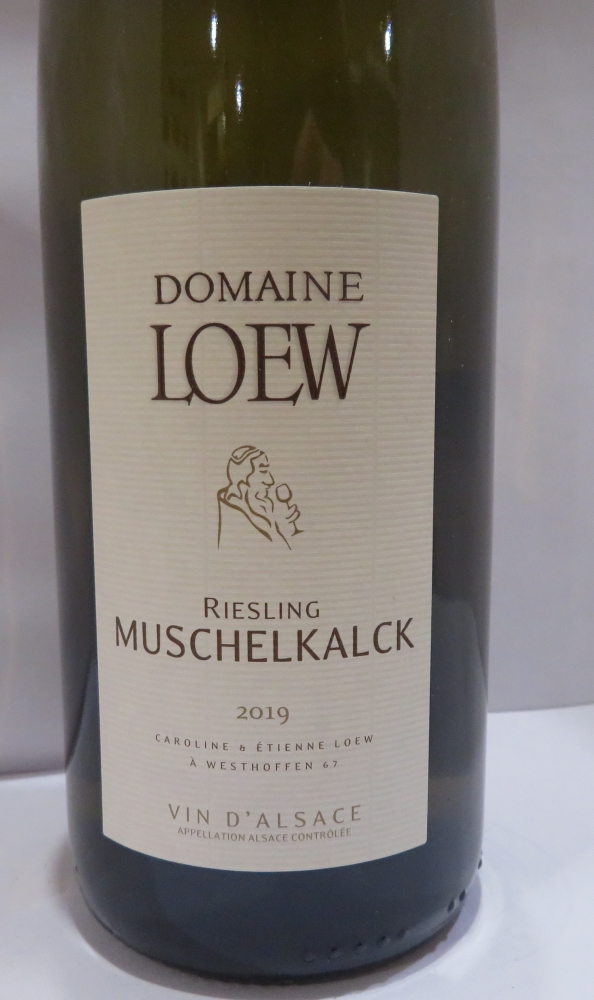 DOMAINE
LOEW
RIESLING
MUSCHELKALCK
2019
CAROLINE & ÉTIENNE LOEW
À WESTHOFFEN 67
VIN D'ALSACE
APPELLATION ALSACE CONTRÔLÉE